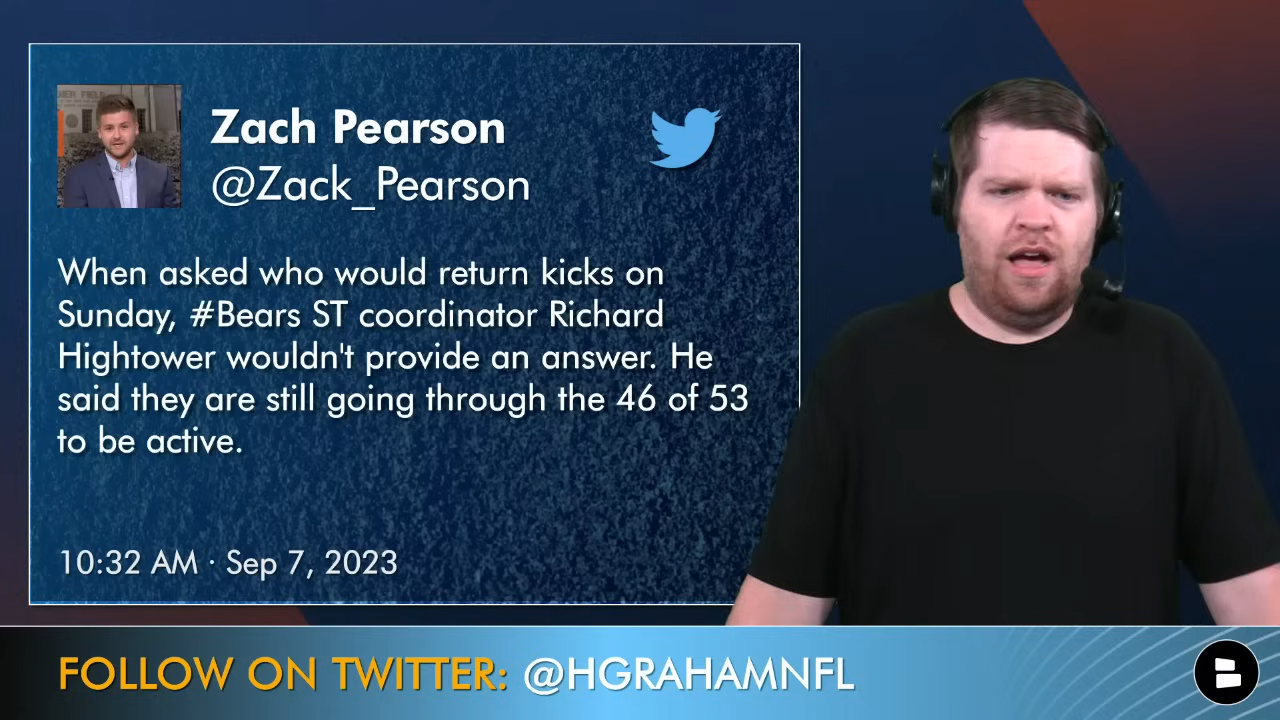 Zach Pearson
@Zack_Pearson
When asked who would return kicks on
Sunday, #Bears ST coordinator Richard
Hightower wouldn't provide an answer. He
said they are still going through the 46 of 53
to be active.
10:32 AM · Sep 7, 2023
FOLLOW ON TWITTER: @HGRAHAMNFL